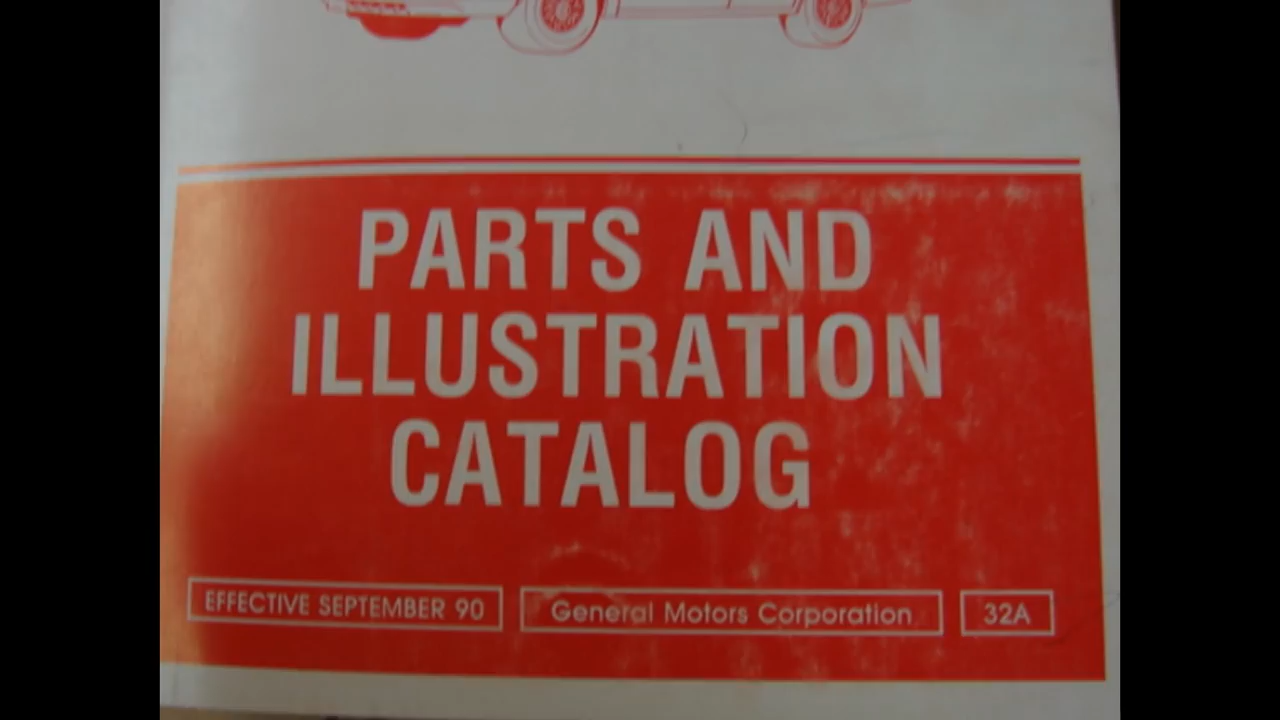 PARTS AND
ILLUSTRATION
CATALOG
EFFECTIVE SEPTEMBER 90
General Motors Corporation
32A